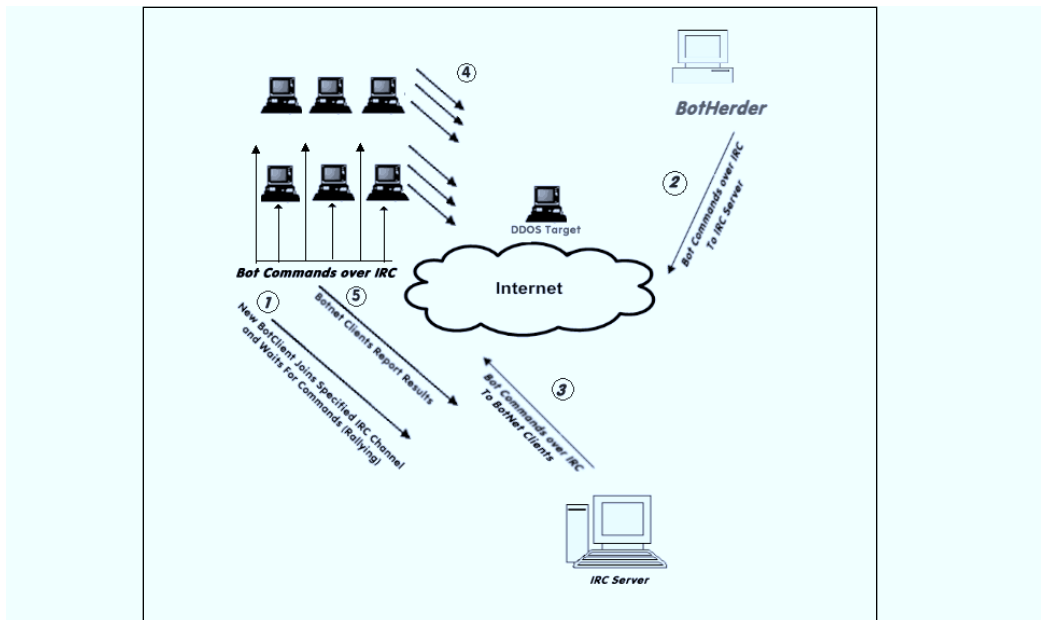 4
BotHerder
2
Bot Commands over IRC
To IRC Server
DDOS Target
Bot Commands over IRC
Internet
1
5
New BotClient Joins Specified IRC Channel
and Waits For Commands (Rallying)
Botnet Clients Report Results
3
Bot Commands over IRC
To BotNet Clients
IRC Server